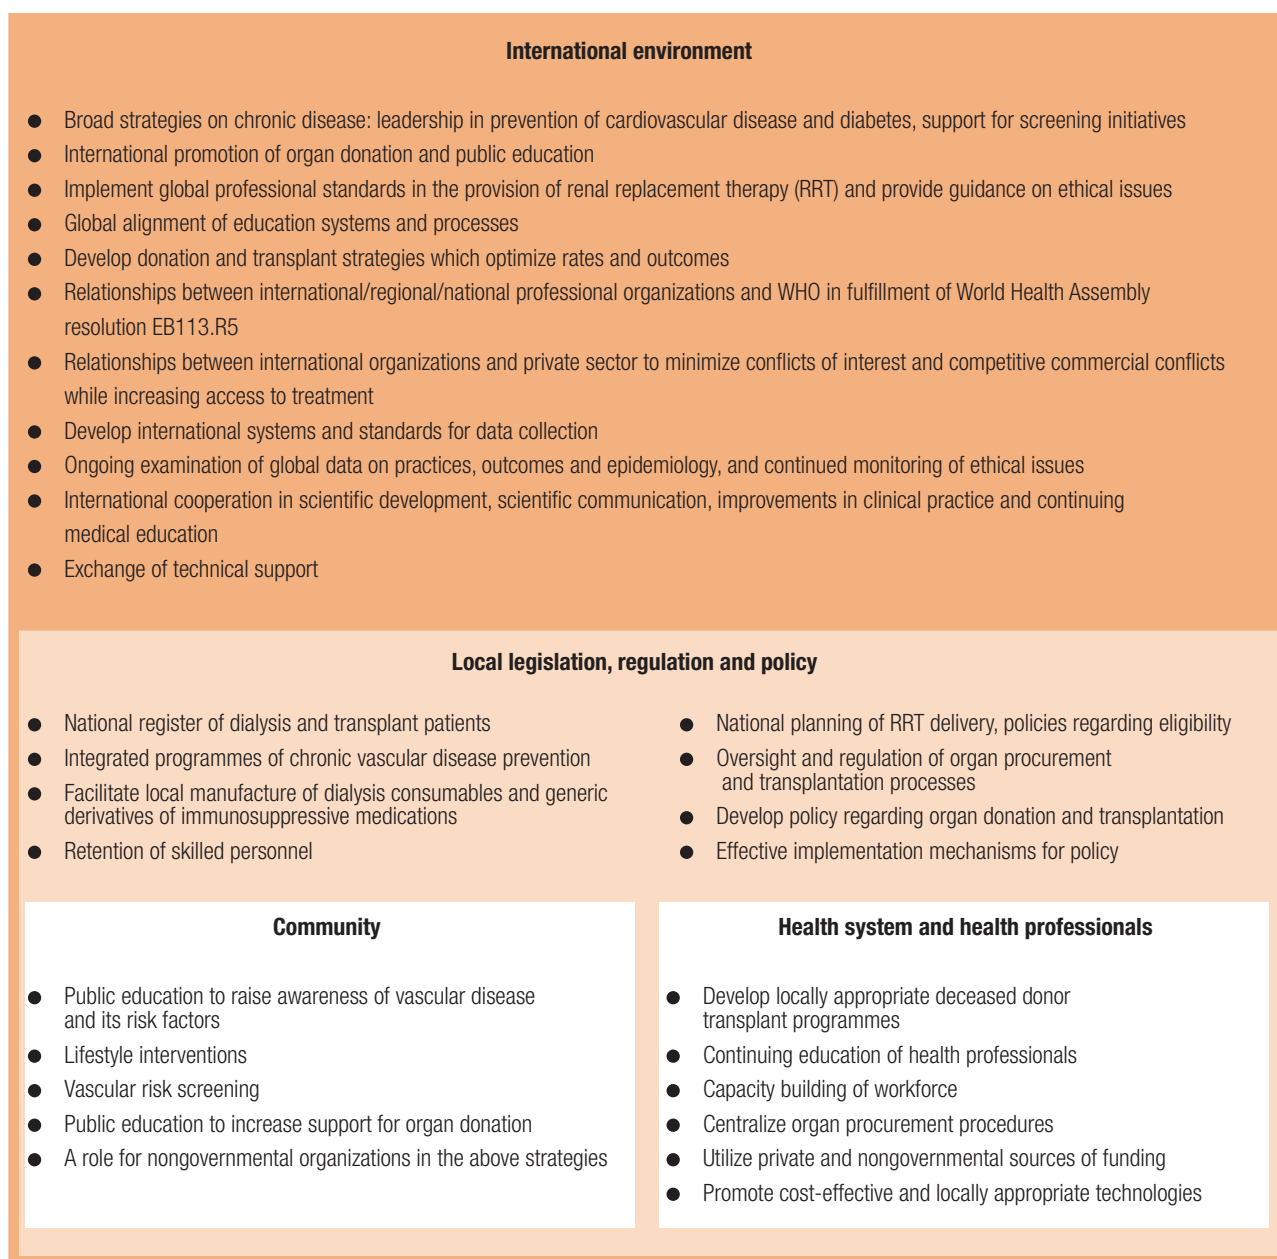 International environment
● Broad strategies on chronic disease: leadership in prevention of cardiovascular disease and diabetes, support for screening initiatives
● International promotion of organ donation and public education
● Implement global professional standards in the provision of renal replacement therapy (RRT) and provide guidance on ethical issues
● Global alignment of education systems and processes
● Develop donation and transplant strategies which optimize rates and outcomes
● Relationships between international/regional/national professional organizations and WHO in fulfillment of World Health Assembly
resolution EB113.R5
● Relationships between international organizations and private sector to minimize conflicts of interest and competitive commercial conflicts
while increasing access to treatment
● Develop international systems and standards for data collection
● Ongoing examination of global data on practices, outcomes and epidemiology, and continued monitoring of ethical issues
● International cooperation in scientific development, scientific communication, improvements in clinical practice and continuing
medical education
● Exchange of technical support
Local legislation, regulation and policy
● National register of dialysis and transplant patients
● Integrated programmes of chronic vascular disease prevention
● Facilitate local manufacture of dialysis consumables and generic
derivatives of immunosuppressive medications
● Retention of skilled personnel
● National planning of RRT delivery, policies regarding eligibility
● Oversight and regulation of organ procurement
and transplantation processes
● Develop policy regarding organ donation and transplantation
● Effective implementation mechanisms for policy
Community
● Public education to raise awareness of vascular disease
and its risk factors
● Lifestyle interventions
● Vascular risk screening
● Public education to increase support for organ donation
● A role for nongovernmental organizations in the above strategies
Health system and health professionals
● Develop locally appropriate deceased donor
transplant programmes
● Continuing education of health professionals
● Capacity building of workforce
● Centralize organ procurement procedures
● Utilize private and nongovernmental sources of funding
● Promote cost-effective and locally appropriate technologies